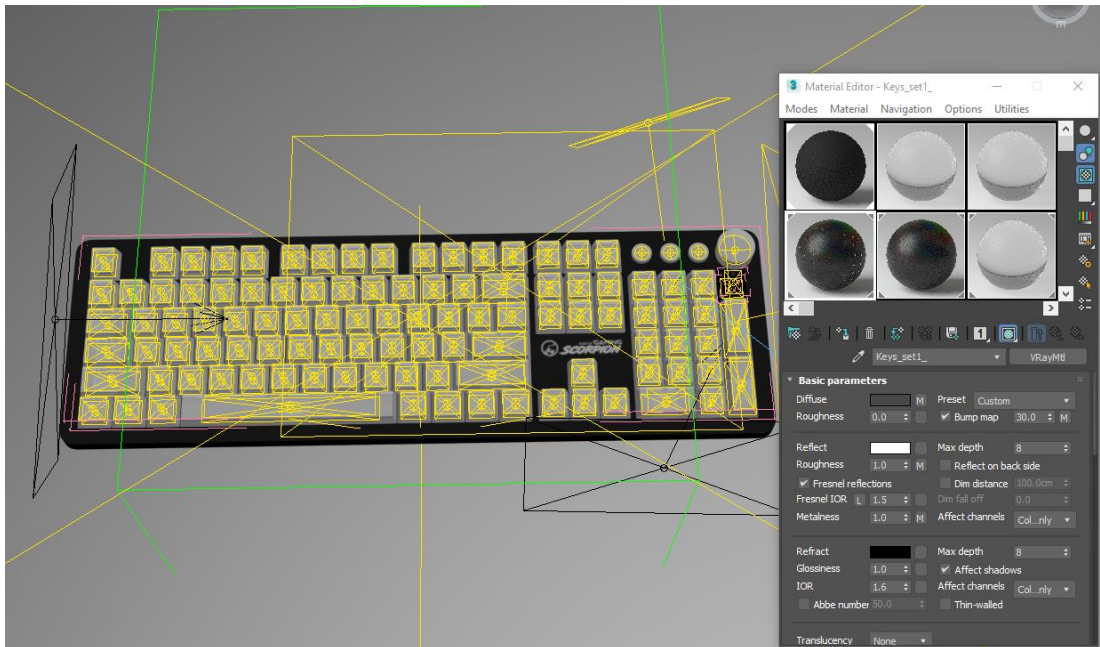 3 Material Editor - Keys_set1_
Modes Material Navigation Options Utilities
1
Keys_set1_ VRayMtl
Basic parameters
Diffuse M Preset Custom
Roughness 0.0 Bump map 30.0 M
Reflect Max depth 8
Roughness 1.0 M Reflect on back side
Fresnel reflections Dim distance 100.0cm
Fresnel IOR L 1.5 Dim fall off 0.0
Metalness 1.0 M Affect channels Col...nly
Refract Max depth 8
Glossiness 1.0 Affect shadows
IOR 1.6 Affect channels Col...nly
Abbe number 50.0 Thin-walled
Translucency None
SCORPION